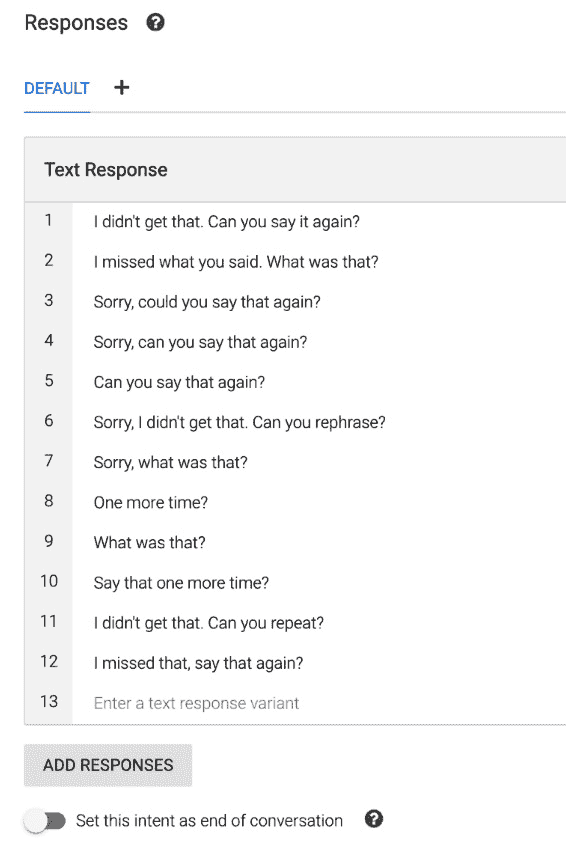 Responses ?
DEFAULT +
Text Response
1 I didn't get that. Can you say it again?
2 I missed what you said. What was that?
3 Sorry, could you say that again?
4 Sorry, can you say that again?
5 Can you say that again?
6 Sorry, I didn't get that. Can you rephrase?
7 Sorry, what was that?
8 One more time?
9 What was that?
10 Say that one more time?
11 I didn't get that. Can you repeat?
12 I missed that, say that again?
13 Enter a text response variant
ADD RESPONSES
Set this intent as end of conversation ?